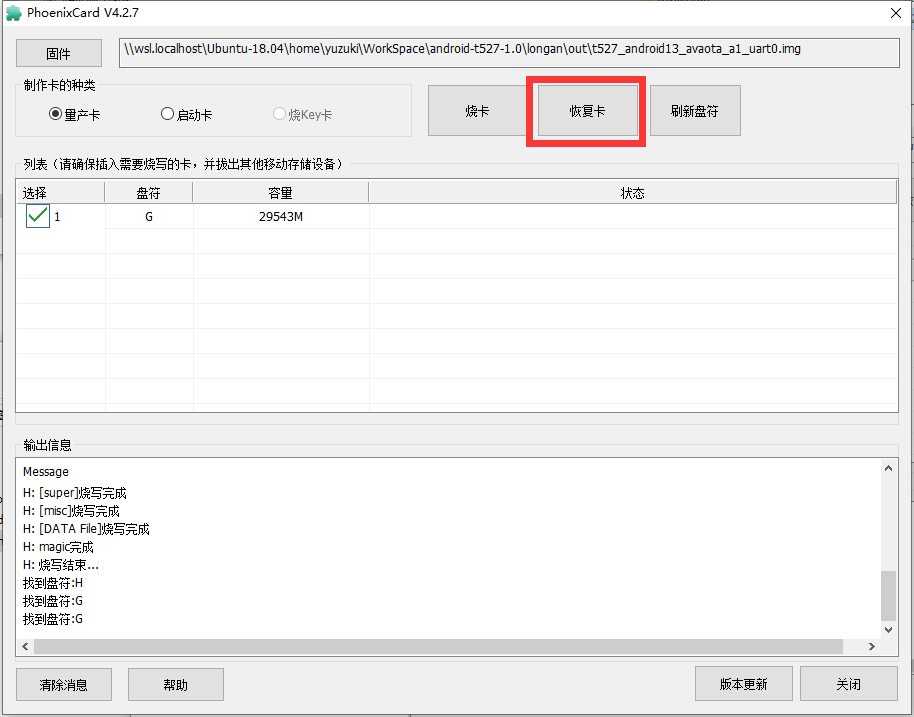 PhoenixCard V4.2.7
固件
\\wsl.localhost\Ubuntu-18.04\home\yuzuki\WorkSpace\android-t527-1.0\longan\out\t527_android13_avaota_a1_uart0.img
制作卡的种类
量产卡 启动卡 烧Key卡
烧卡 恢复卡 刷新盘符
列表（请确保插入需要烧写的卡，并拔出其他移动存储设备）
选择 盘符 容量 状态
1 G 29543M
输出信息
Message
H: [super]烧写完成
H: [misc]烧写完成
H: [DATA File]烧写完成
H: magic完成
H: 烧写结束...
找到盘符:H
找到盘符:G
找到盘符:G
清除消息 帮助 版本更新 关闭